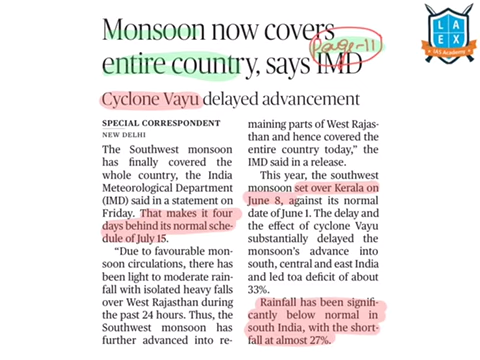 Monsoon now covers
entire country, says IMD
page-11
Cyclone Vayu delayed advancement
SPECIAL CORRESPONDENT
NEW DELHI
The Southwest monsoon
has finally covered the
whole country, the India
Meteorological Department
(IMD) said in a statement on
Friday. That makes it four
days behind its normal sche-
dule of July 15.
“Due to favourable mon-
soon circulations, there has
been light to moderate rain-
fall with isolated heavy falls
over West Rajasthan during
the past 24 hours. Thus, the
Southwest monsoon has
further advanced into re-
maining parts of West Rajas-
than and hence covered the
entire country today,” the
IMD said in a release.
This year, the southwest
monsoon set over Kerala on
June 8, against its normal
date of June 1. The delay and
the effect of cyclone Vayu
substantially delayed the
monsoon’s advance into
south, central and east India
and led toa deficit of about
33%.
Rainfall has been signifi-
cantly below normal in
south India, with the short-
fall at almost 27%.
L A
E X
IAS Academy